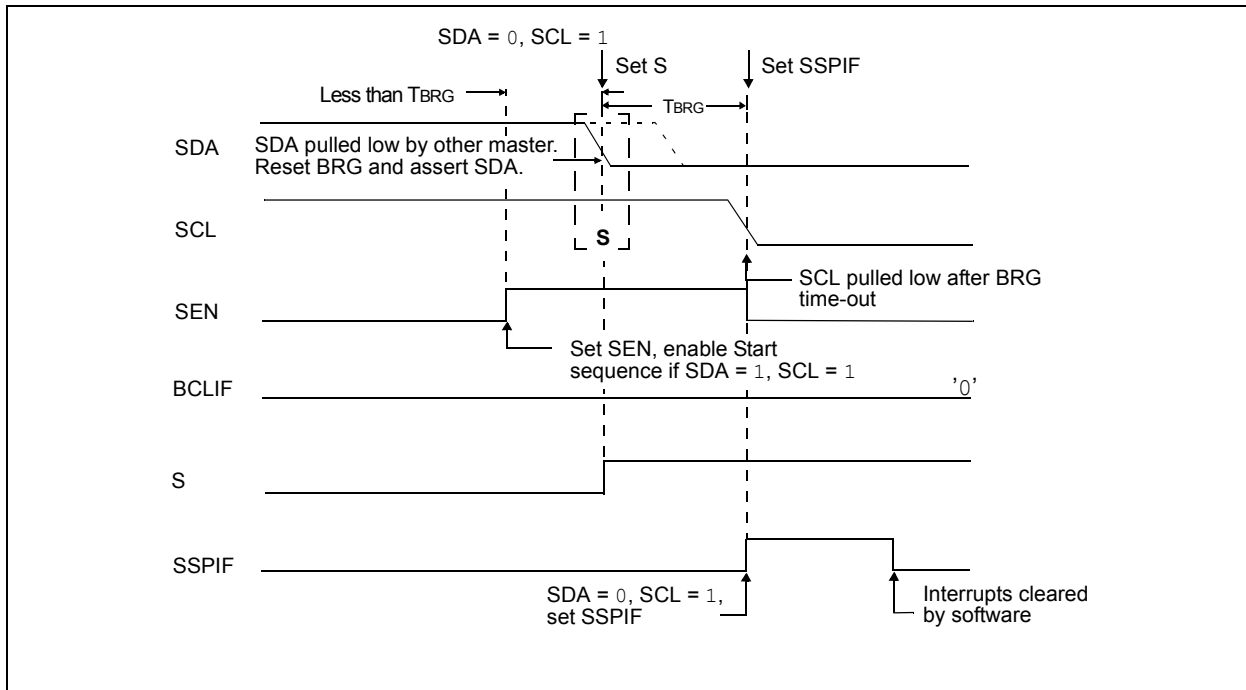 SDA = 0, SCL = 1
Set S
Set SSPIF
Less than TBRG
TBRG
SDA
SDA pulled low by other master.
Reset BRG and assert SDA.
SCL
S
SCL pulled low after BRG
time-out
SEN
Set SEN, enable Start
sequence if SDA = 1, SCL = 1
BCLIF
'0'
S
SSPIF
SDA = 0, SCL = 1,
set SSPIF
Interrupts cleared
by software